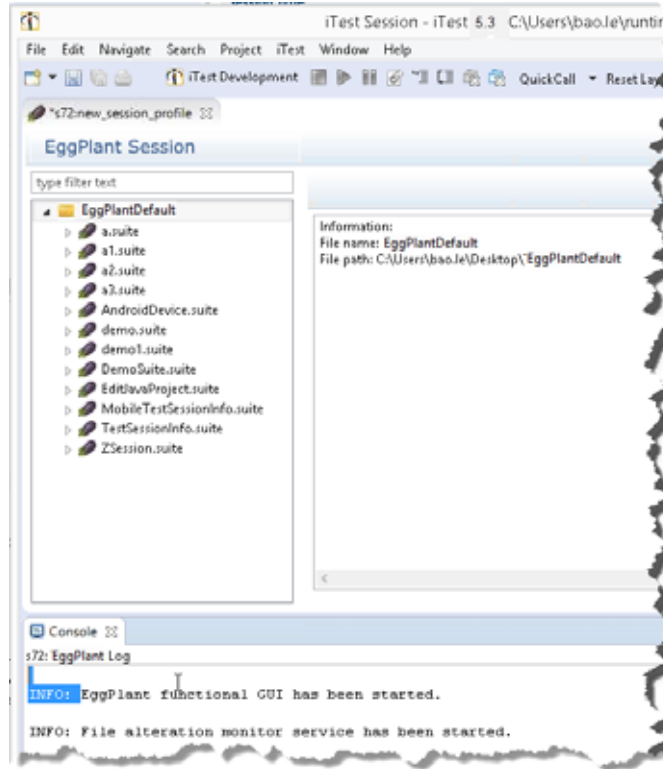 iTest Session - iTest 5.3 C:\Users\bao.le\runtin
File Edit Navigate Search Project iTest Window Help
iTest Development QuickCall Reset Lay
*s72:new_session_profile
EggPlant Session
type filter text
EggPlantDefault
a.suite
a1.suite
a2.suite
a3.suite
AndroidDevice.suite
demo.suite
demo1.suite
DemoSuite.suite
EditJavaProject.suite
MobileTestSessionInfo.suite
TestSessionInfo.suite
ZSession.suite
Information:
File name: EggPlantDefault
File path: C:\Users\bao.le\Desktop\EggPlantDefault
Console
s72: EggPlant Log
INFO: EggPlant functional GUI has been started.
INFO: File alteration monitor service has been started.